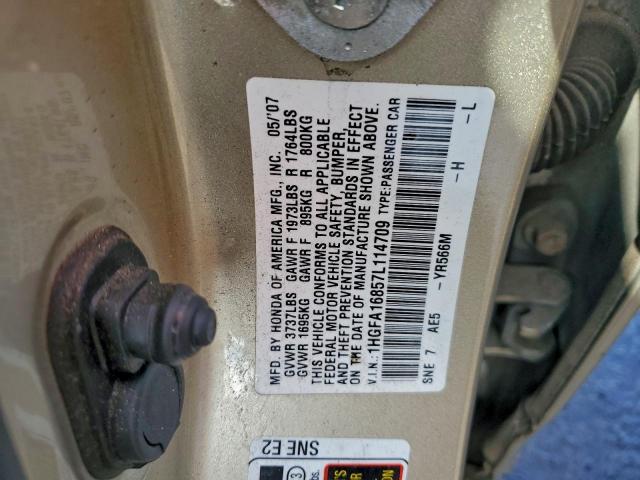 MFD. BY HONDA OF AMERICA MFG., INC. 05/'07
GVWR 3737LBS GAWR F 1973LBS R 1764LBS
GVWR 1695KG GAWR F 895KG R 800KG
THIS VEHICLE CONFORMS TO ALL APPLICABLE
FEDERAL MOTOR VEHICLE SAFETY, BUMPER,
AND THEFT PREVENTION STANDARDS IN EFFECT
ON THE DATE OF MANUFACTURE SHOWN ABOVE.
V.I.N.: 1HGFA16857L114709 TYPE:PASSENGER CAR
SNE 7 AE5 - YR566M - H - L
SNE E2